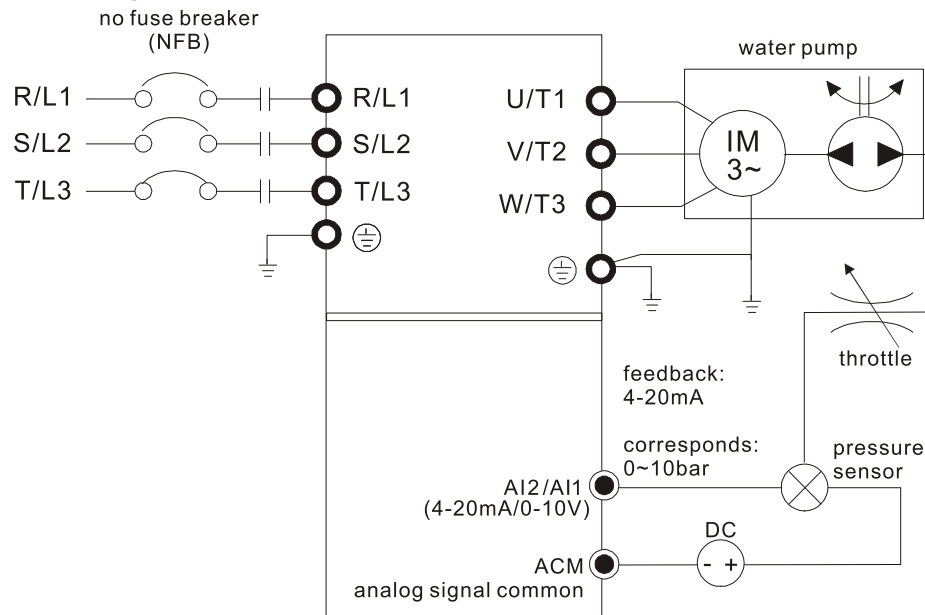 no fuse breaker
(NFB)
water pump
R/L1
R/L1
U/T1
S/L2
S/L2
V/T2
T/L3
T/L3
W/T3
IM
3~
throttle
feedback:
4-20mA
corresponds:
0~10bar
pressure
sensor
AI2/AI1
(4-20mA/0-10V)
DC
- +
ACM
analog signal common